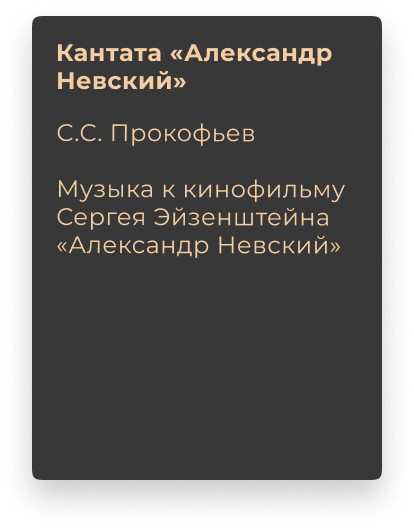 Кантата «Александр
Невский»
С.С. Прокофьев
Музыка к кинофильму
Сергея Эйзенштейна
«Александр Невский»